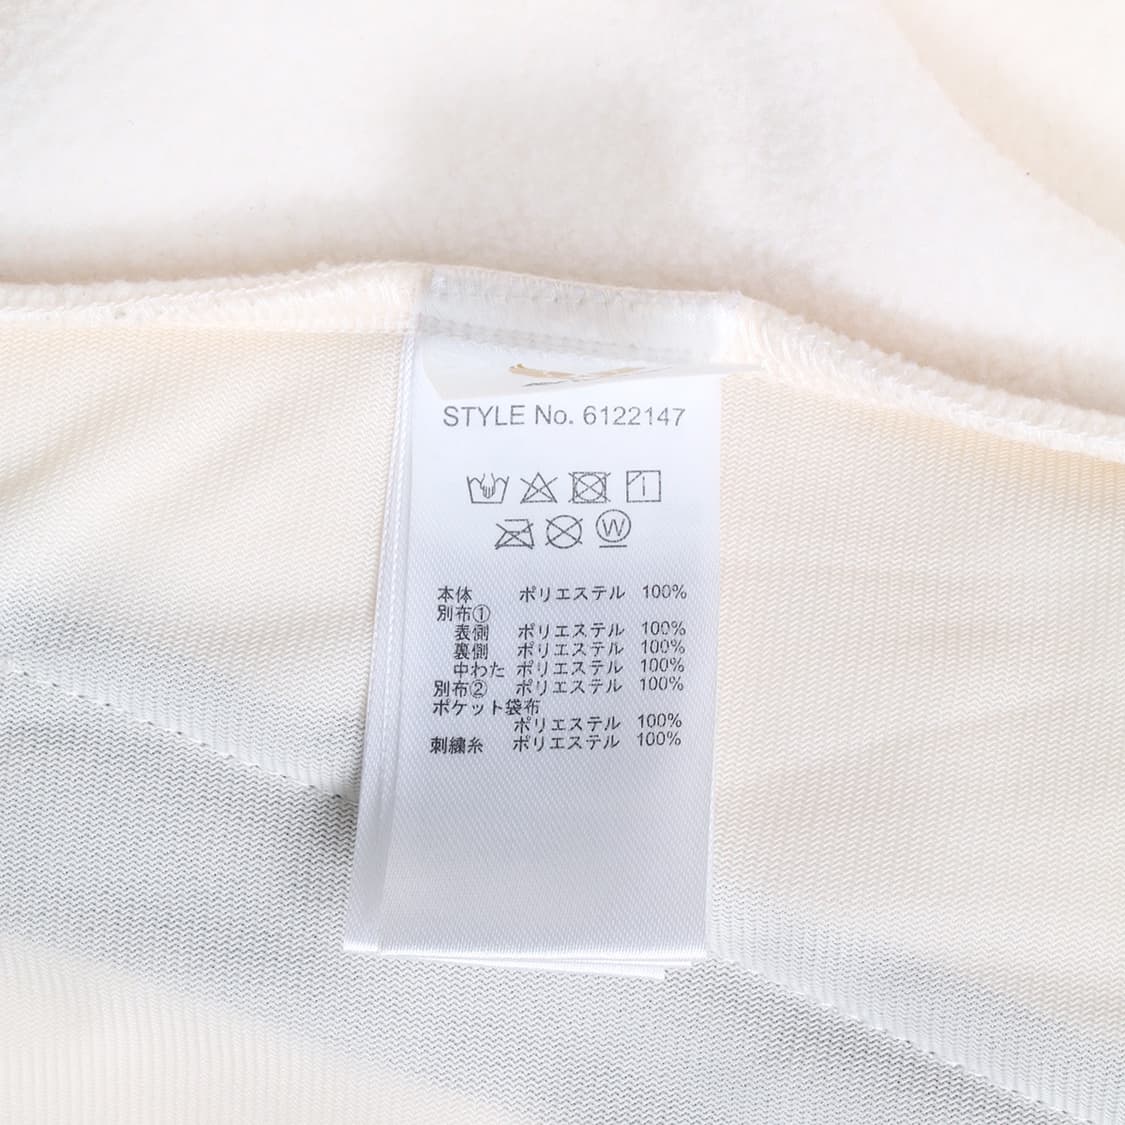 STYLE No. 6122147
W
本体 ポリエステル 100%
別布①
表側 ポリエステル 100%
裏側 ポリエステル 100%
中わた ポリエステル 100%
別布② ポリエステル 100%
ポケット袋布
ポリエステル 100%
刺繍糸 ポリエステル 100%